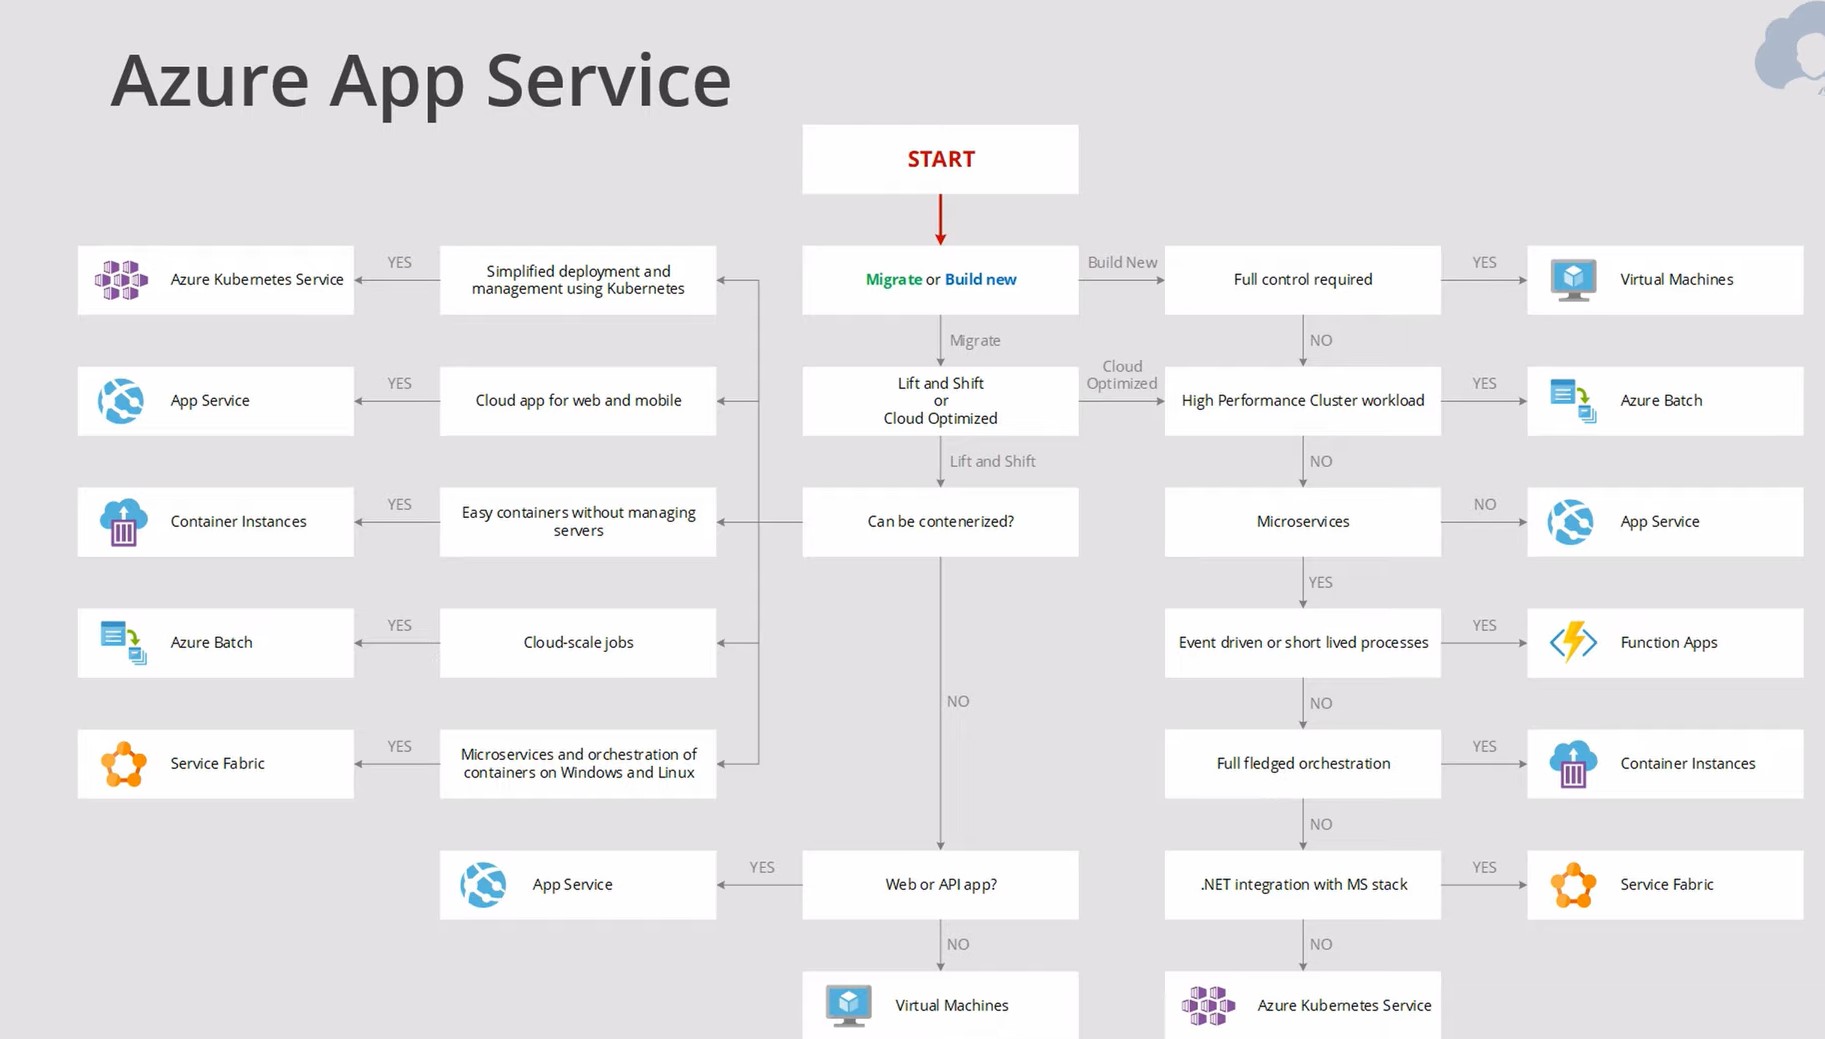 Azure App Service
START
Azure Kubernetes Service
YES
Simplified deployment and
management using Kubernetes
Migrate or Build new
Build New
Full control required
YES
Virtual Machines
Migrate
NO
App Service
YES
Cloud app for web and mobile
Lift and Shift
or
Cloud Optimized
Cloud
Optimized
High Performance Cluster workload
YES
Azure Batch
Lift and Shift
NO
Container Instances
YES
Easy containers without managing
servers
Can be contenerized?
Microservices
NO
App Service
YES
Azure Batch
YES
Cloud-scale jobs
Event driven or short lived processes
YES
Function Apps
NO
NO
Service Fabric
YES
Microservices and orchestration of
containers on Windows and Linux
Full fledged orchestration
YES
Container Instances
NO
App Service
YES
Web or API app?
.NET integration with MS stack
YES
Service Fabric
NO
NO
Virtual Machines
Azure Kubernetes Service